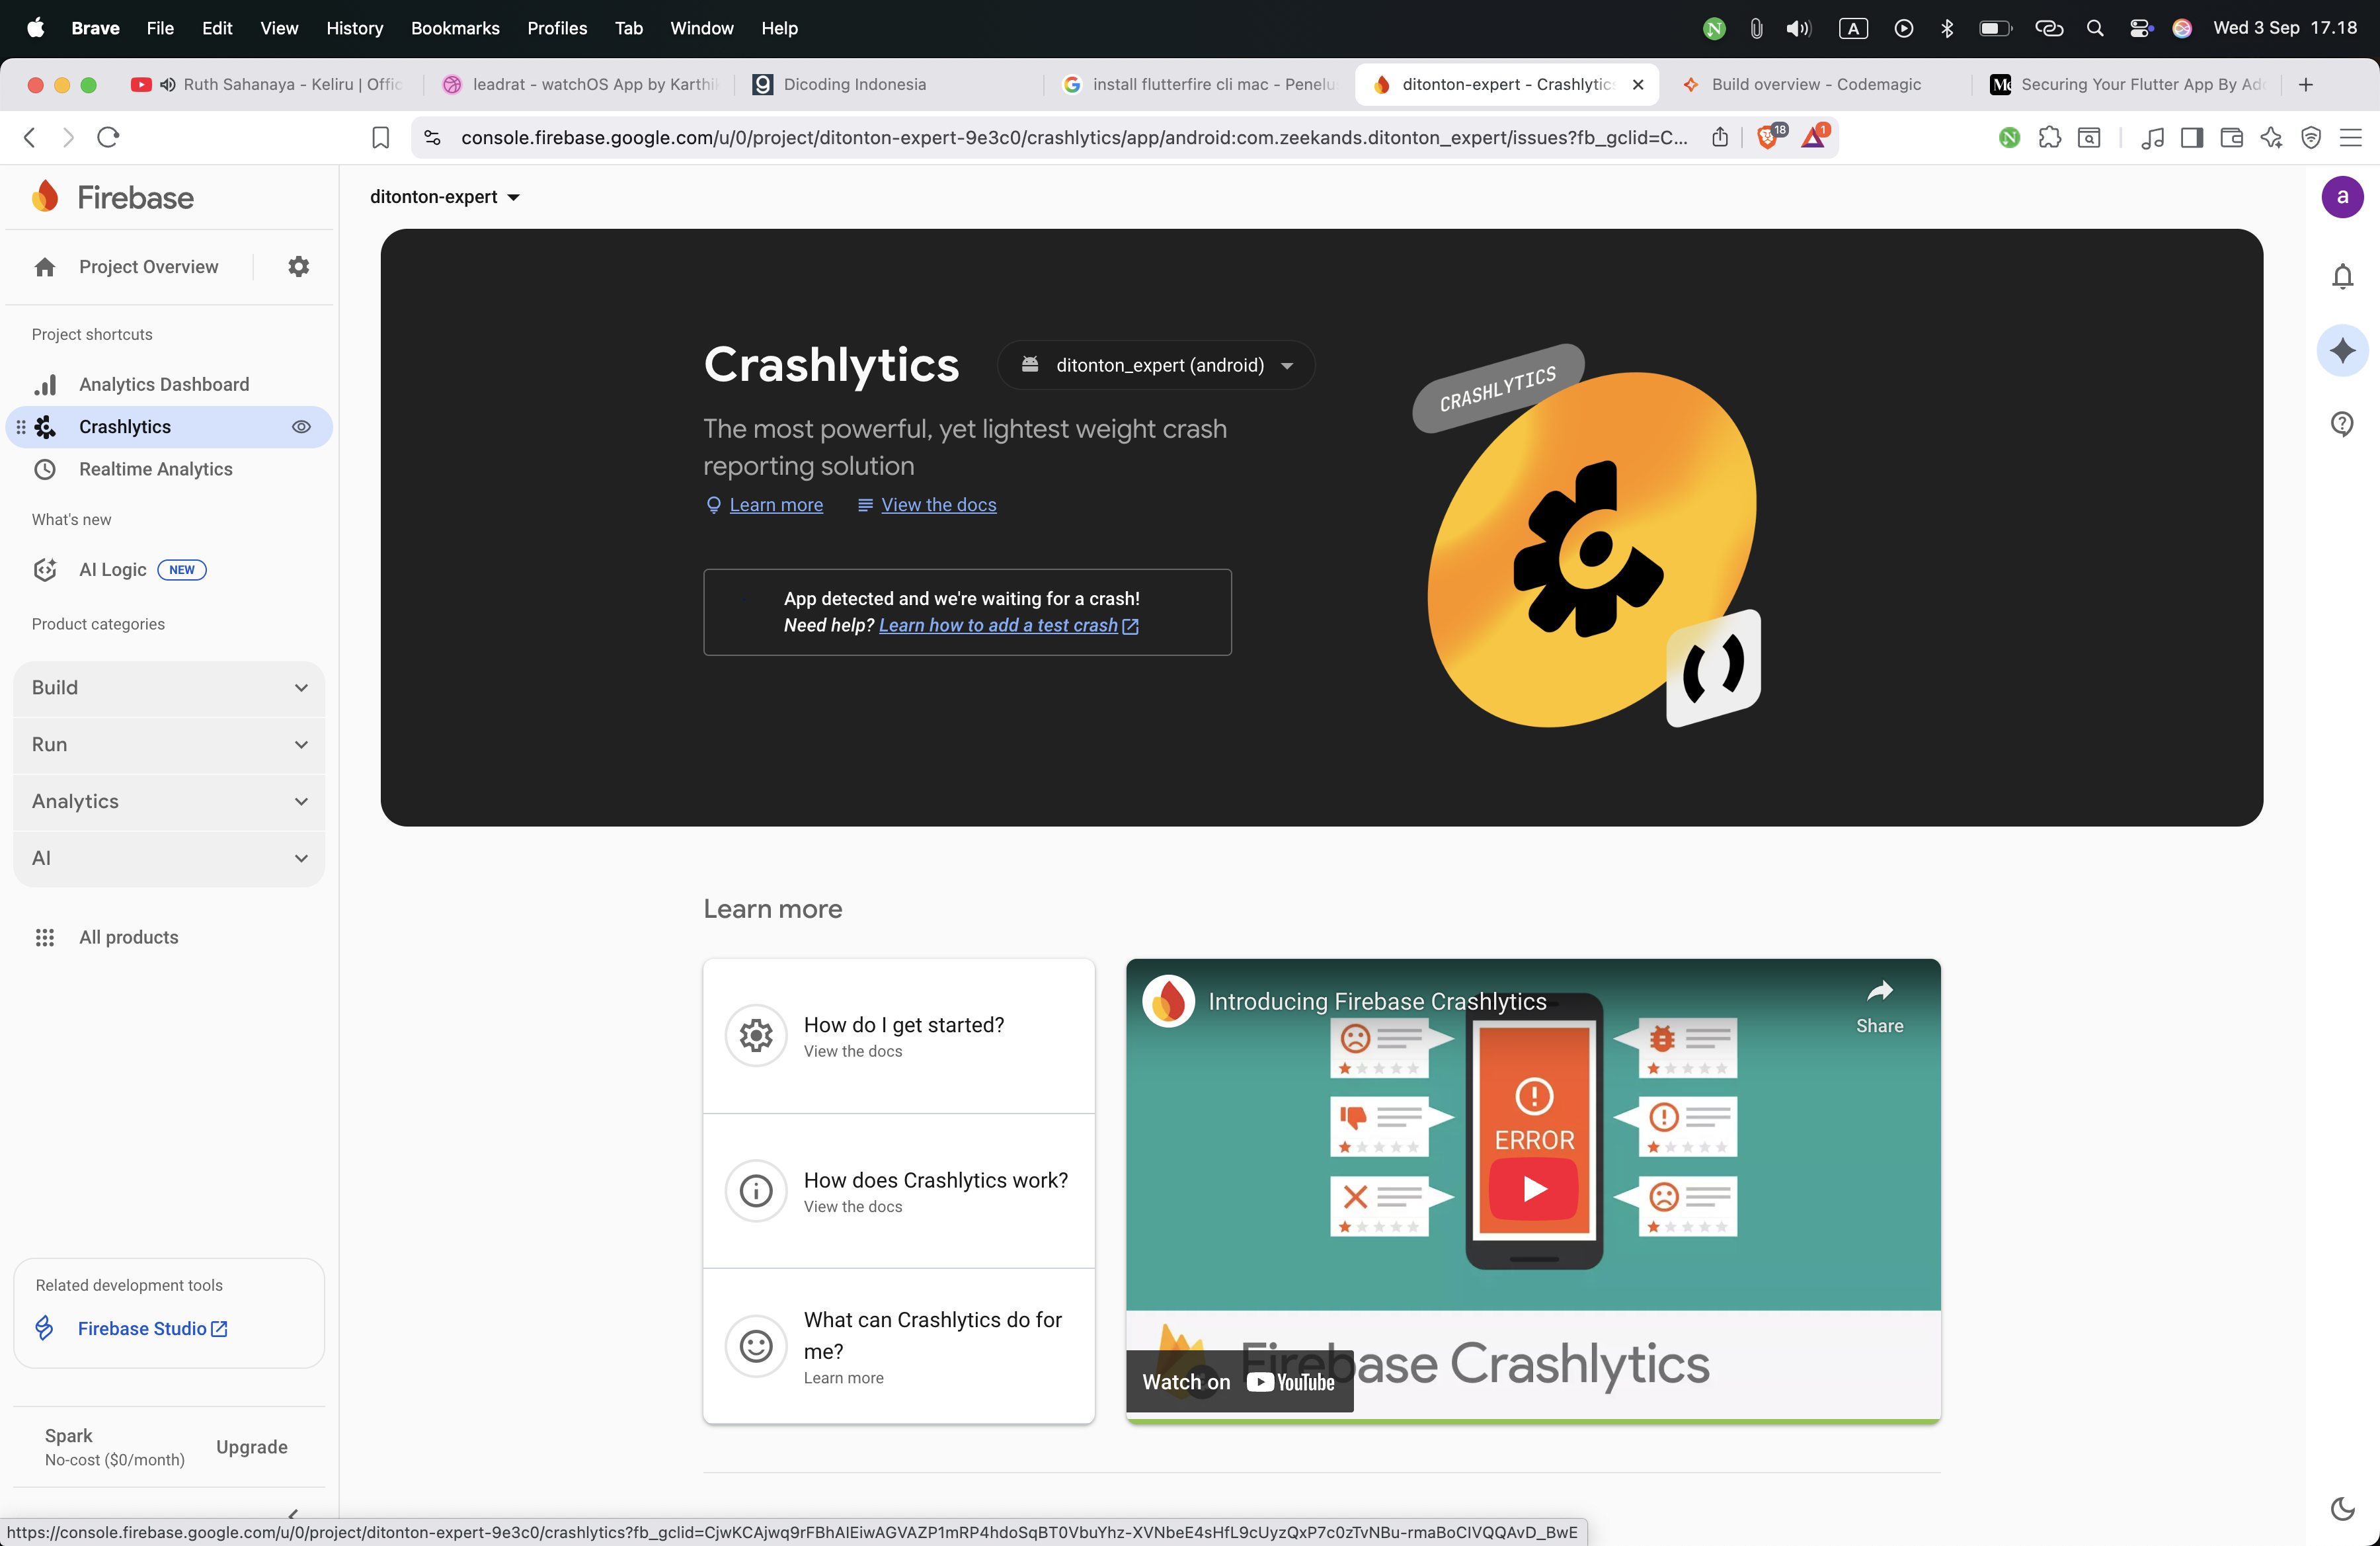 Brave File Edit View History Bookmarks Profiles Tab Window Help
A
Wed 3 Sep 17.18
Ruth Sahanaya - Keliru | Offic
leadrat - watchOS App by Karthik
Dicoding Indonesia
install flutterfire cli mac - Penelus
ditonton-expert - Crashlytic
Build overview - Codemagic
Securing Your Flutter App By Ad
console.firebase.google.com/u/0/project/ditonton-expert-9e3c0/crashlytics/app/android:com.zeekands.ditonton_expert/issues?fb_gclid=C...
18
1
Firebase
ditonton-expert
a
Project Overview
Project shortcuts
Analytics Dashboard
Crashlytics
Realtime Analytics
What's new
AI Logic NEW
Product categories
Build
Run
Analytics
AI
All products
Related development tools
Firebase Studio
Spark
No-cost ($0/month)
Upgrade
Crashlytics
ditonton_expert (android)
The most powerful, yet lightest weight crash
reporting solution
Learn more
View the docs
App detected and we're waiting for a crash!
Need help? Learn how to add a test crash
CRASHLYTICS
Learn more
How do I get started?
View the docs
How does Crashlytics work?
View the docs
What can Crashlytics do for
me?
Learn more
Introducing Firebase Crashlytics
Share
ERROR
Firebase Crashlytics
Watch on YouTube
https://console.firebase.google.com/u/0/project/ditonton-expert-9e3c0/crashlytics?fb_gclid=CjwKCAjwq9rFBhAIEiwAGVAZP1mRP4hdoSqBT0VbuYhz-XVNbeE4sHfL9cUyzQxP7c0zTvNBu-rmaBoCIVQQAvD_BwE